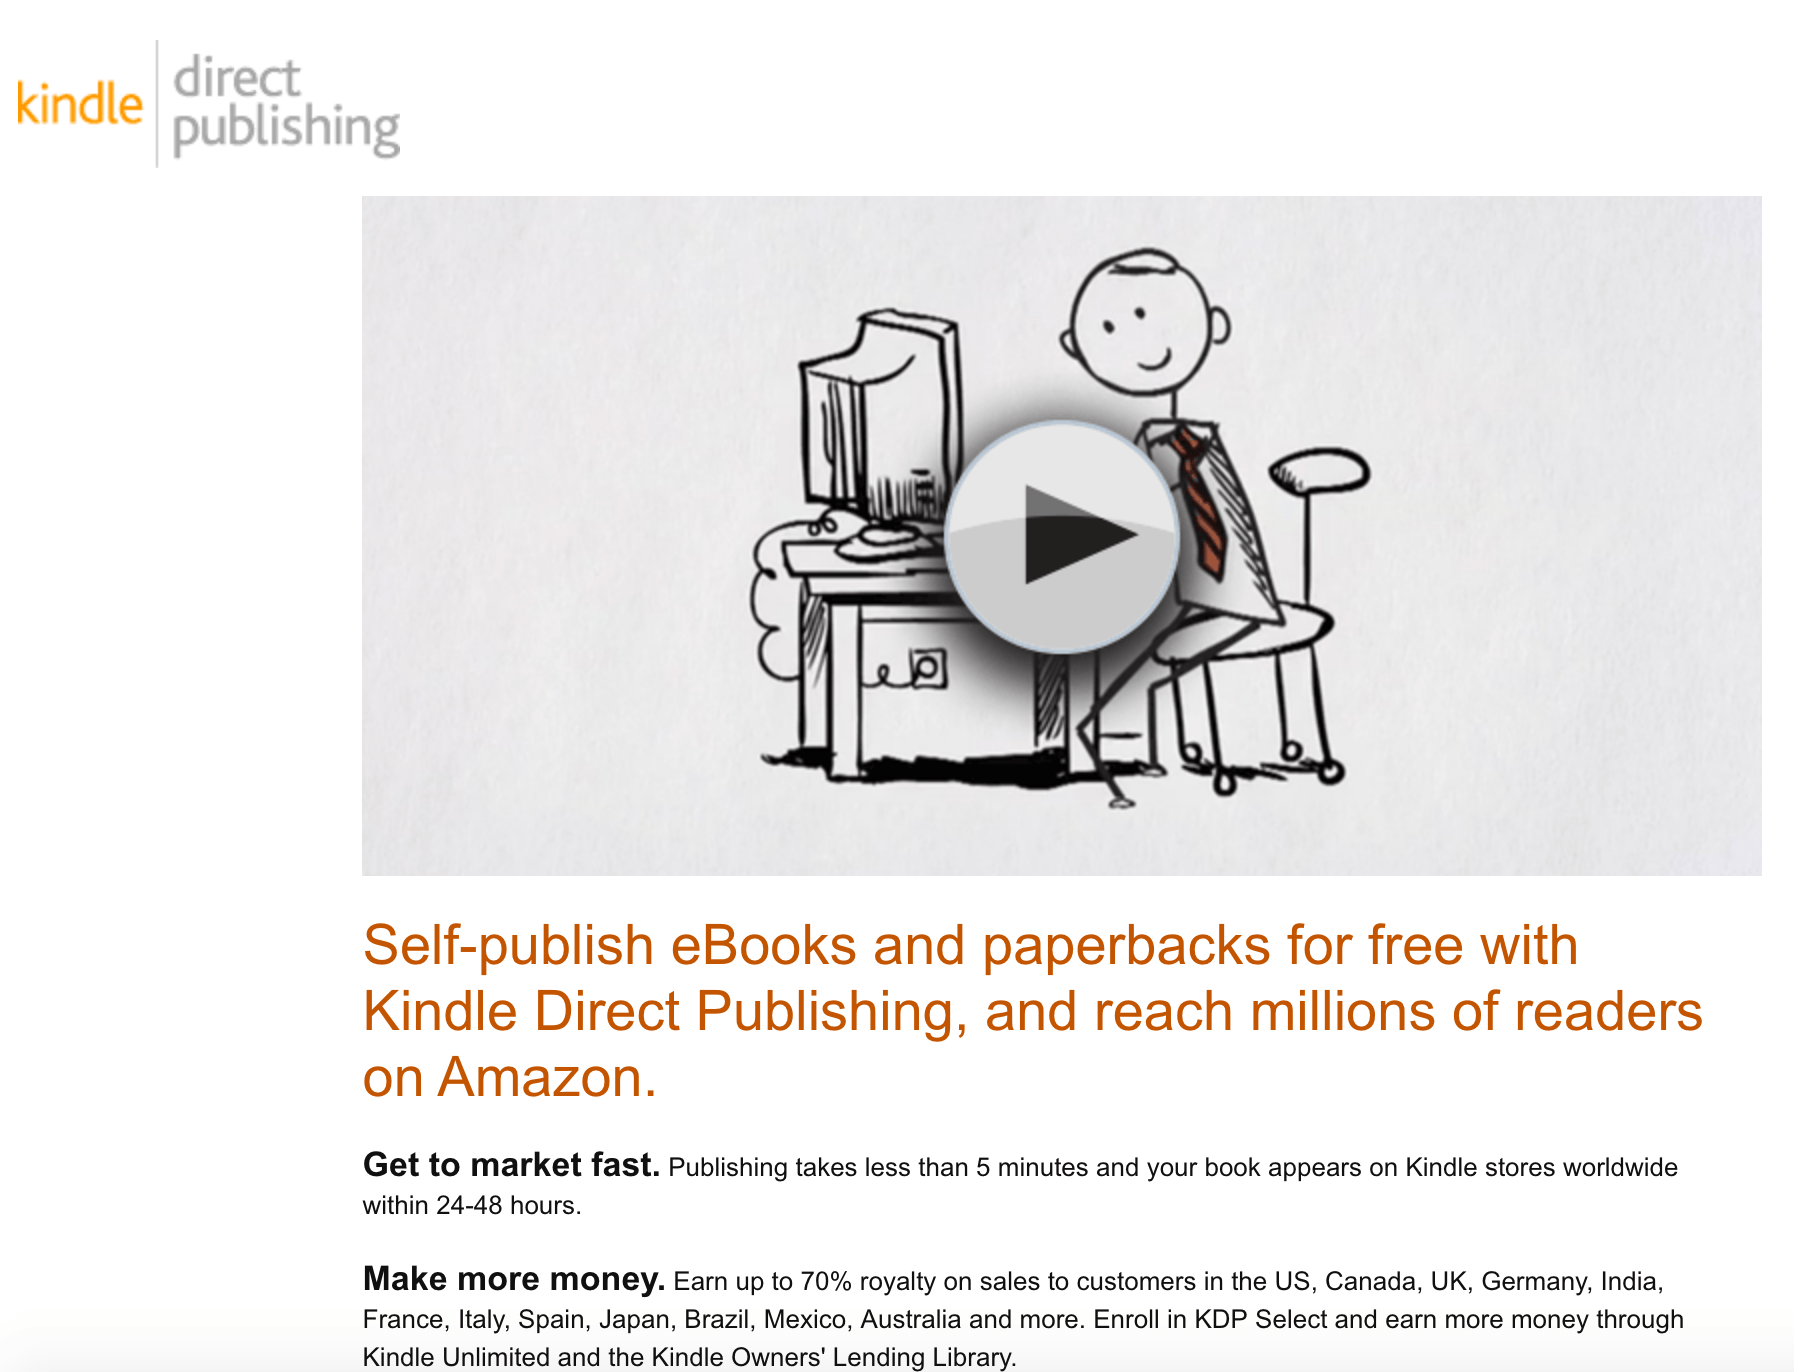 kindle
direct
publishing
Self-publish eBooks and paperbacks for free with
Kindle Direct Publishing, and reach millions of readers
on Amazon.
Get to market fast. Publishing takes less than 5 minutes and your book appears on Kindle stores worldwide
within 24-48 hours.
Make more money. Earn up to 70% royalty on sales to customers in the US, Canada, UK, Germany, India,
France, Italy, Spain, Japan, Brazil, Mexico, Australia and more. Enroll in KDP Select and earn more money through
Kindle Unlimited and the Kindle Owners' Lending Library.